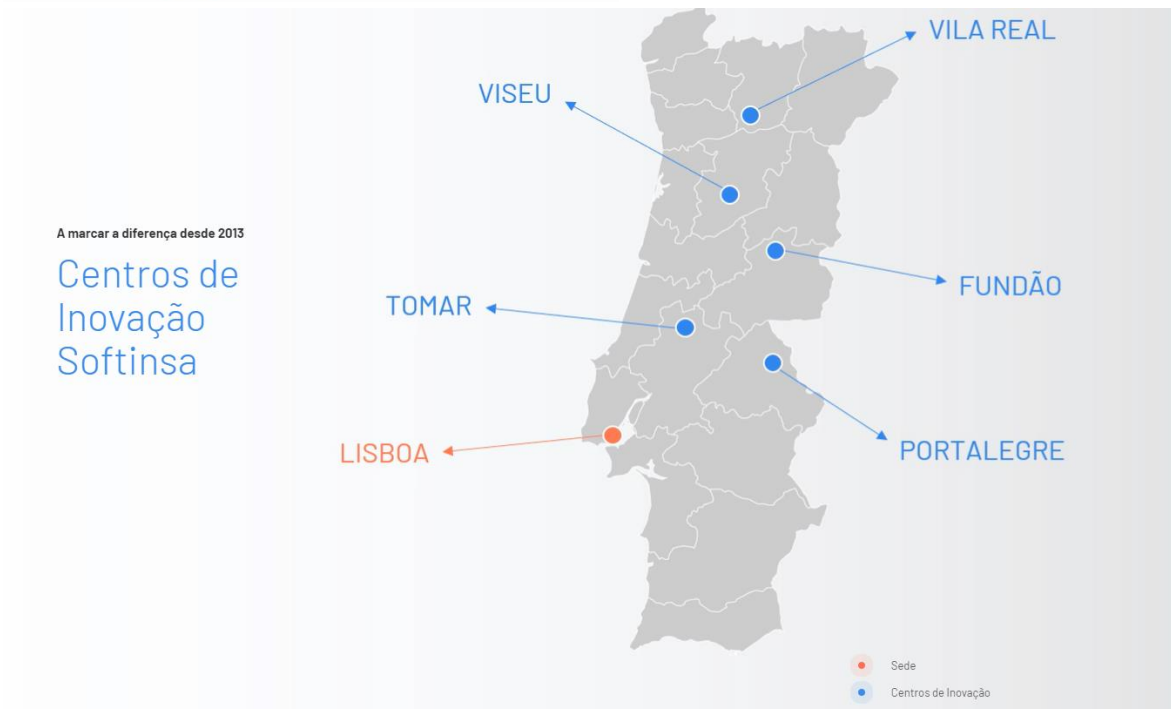 A marcar a diferença desde 2013
Centros de
Inovação
Softinsa
VILA REAL
VISEU
FUNDÃO
TOMAR
PORTALEGRE
LISBOA
Sede
Centros de Inovação